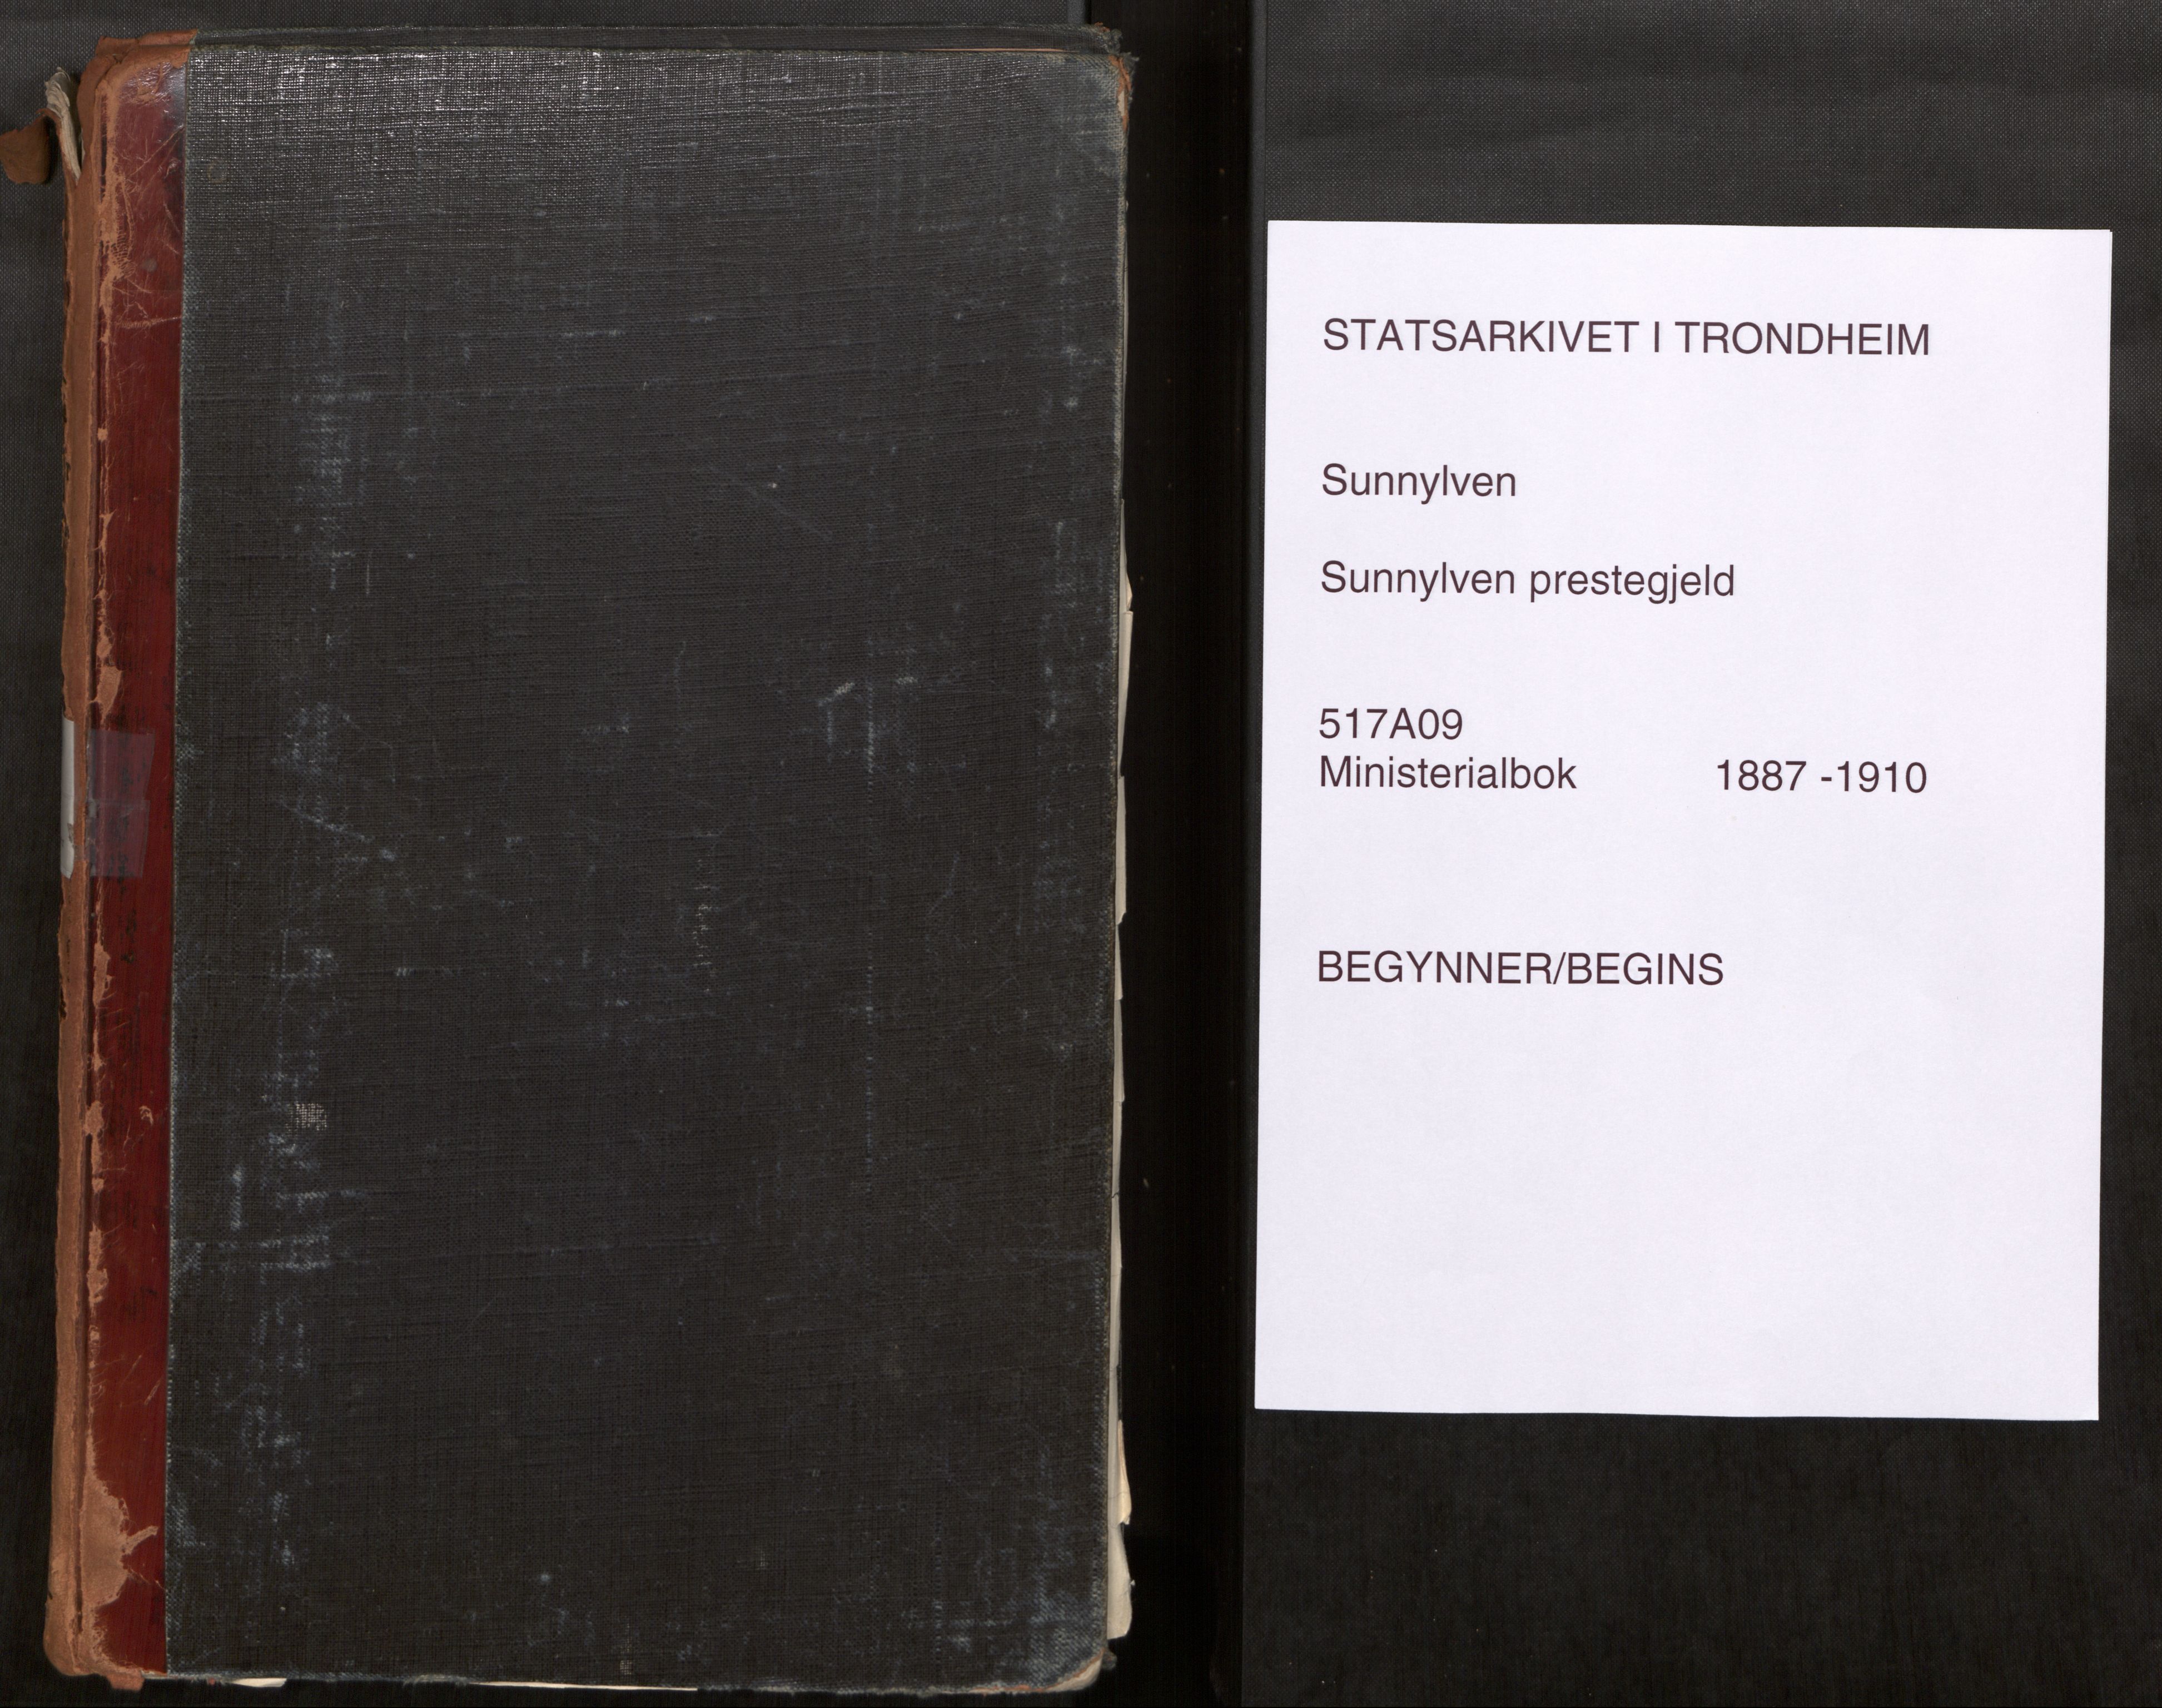 STATSARKIVET I TRONDHEIM
Sunnylven
Sunnylven prestegjeld
517A09
Ministerialbok 1887 -1910
BEGYNNER/BEGINS